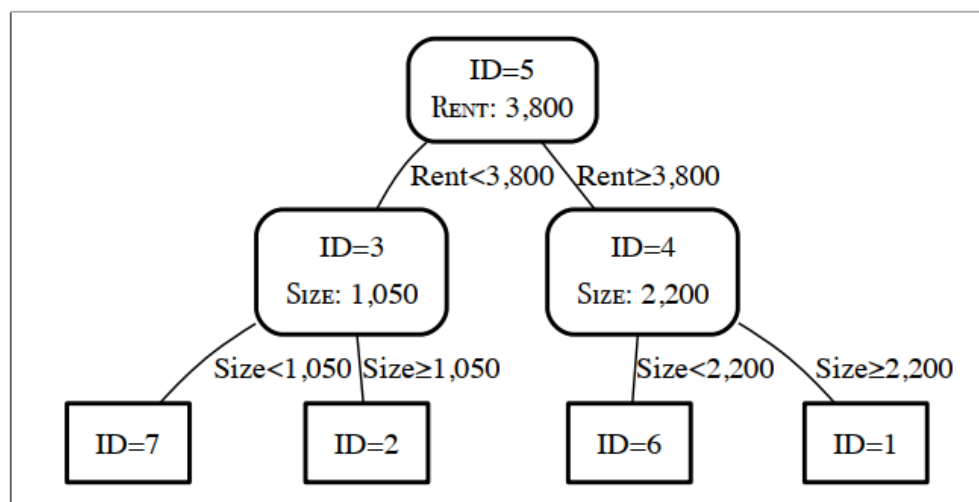 ID=5
RENT: 3,800
Rent<3,800
Rent≥3,800
ID=3
SIZE: 1,050
ID=4
SIZE: 2,200
Size<1,050
Size≥1,050
Size<2,200
Size≥2,200
ID=7
ID=2
ID=6
ID=1